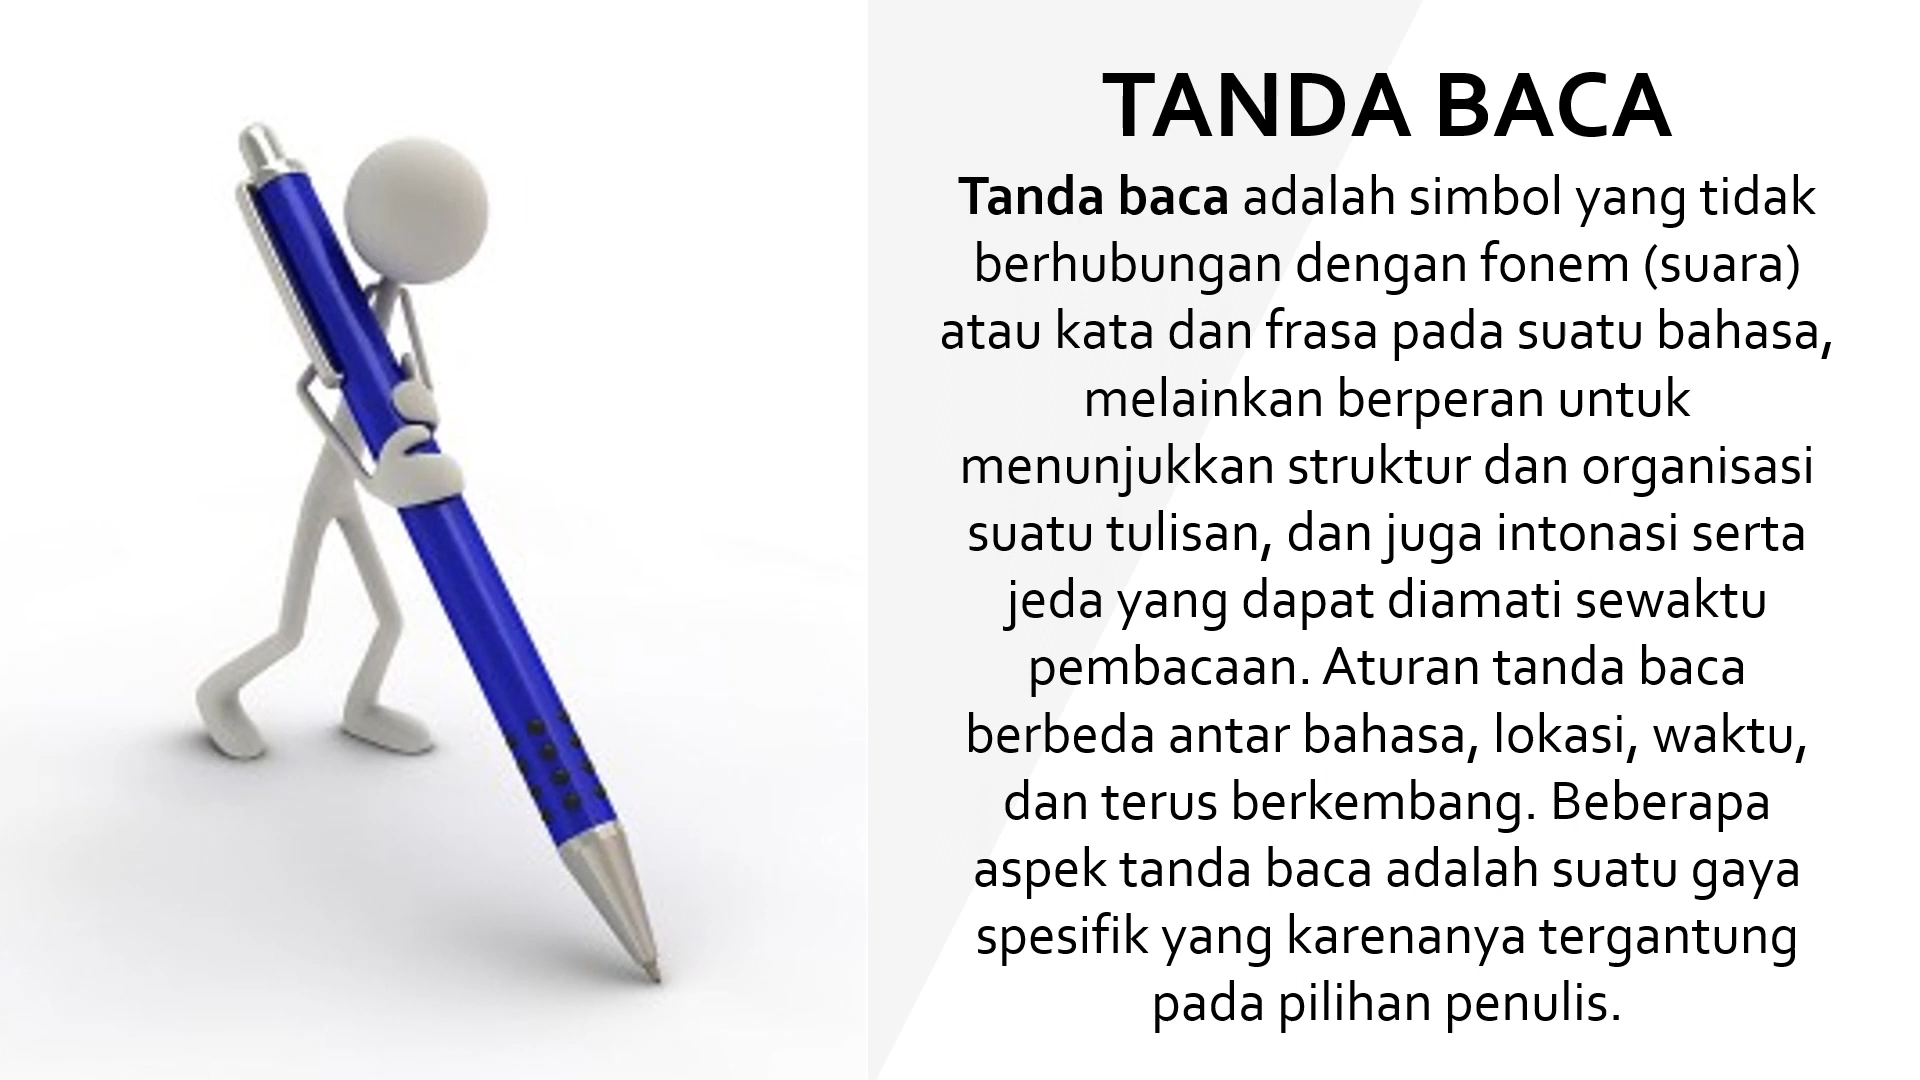 TANDA BACA
Tanda baca adalah simbol yang tidak
berhubungan dengan fonem (suara)
atau kata dan frasa pada suatu bahasa,
melainkan berperan untuk
menunjukkan struktur dan organisasi
suatu tulisan, dan juga intonasi serta
jeda yang dapat diamati sewaktu
pembacaan. Aturan tanda baca
berbeda antar bahasa, lokasi, waktu,
dan terus berkembang. Beberapa
aspek tanda baca adalah suatu gaya
spesifik yang karenanya tergantung
pada pilihan penulis.